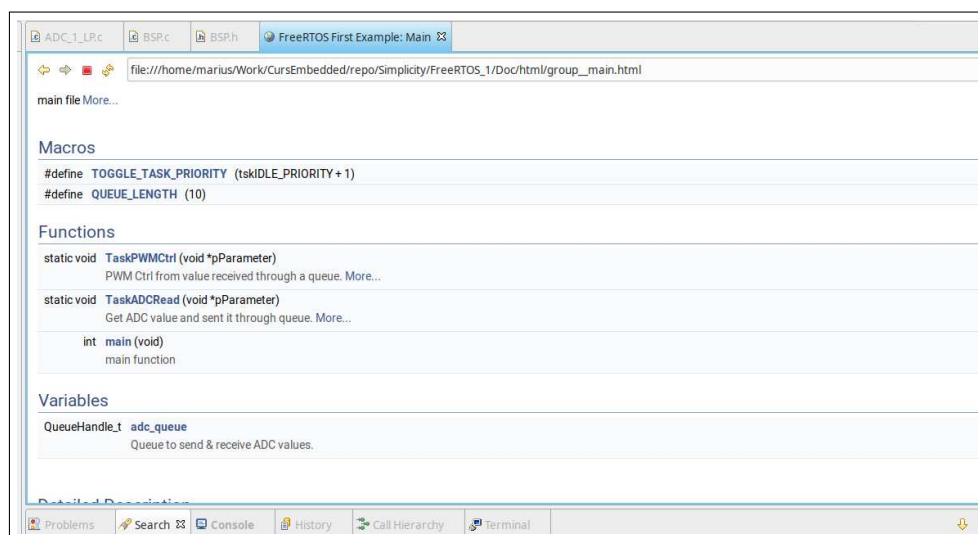 ADC_1_LP.c BSP.c BSP.h FreeRTOS First Example: Main
file:///home/marius/Work/CursEmbedded/repo/Simplicity/FreeRTOS_1/Doc/html/group__main.html
main file More...
Macros
#define TOGGLE_TASK_PRIORITY (tskIDLE_PRIORITY + 1)
#define QUEUE_LENGTH (10)
Functions
static void TaskPWMCtrl (void *pParameter)
PWM Ctrl from value received through a queue. More...
static void TaskADCRead (void *pParameter)
Get ADC value and sent it through queue. More...
int main (void)
main function
Variables
QueueHandle_t adc_queue
Queue to send & receive ADC values.
Detailed Description
Problems Search Console History Call Hierarchy Terminal